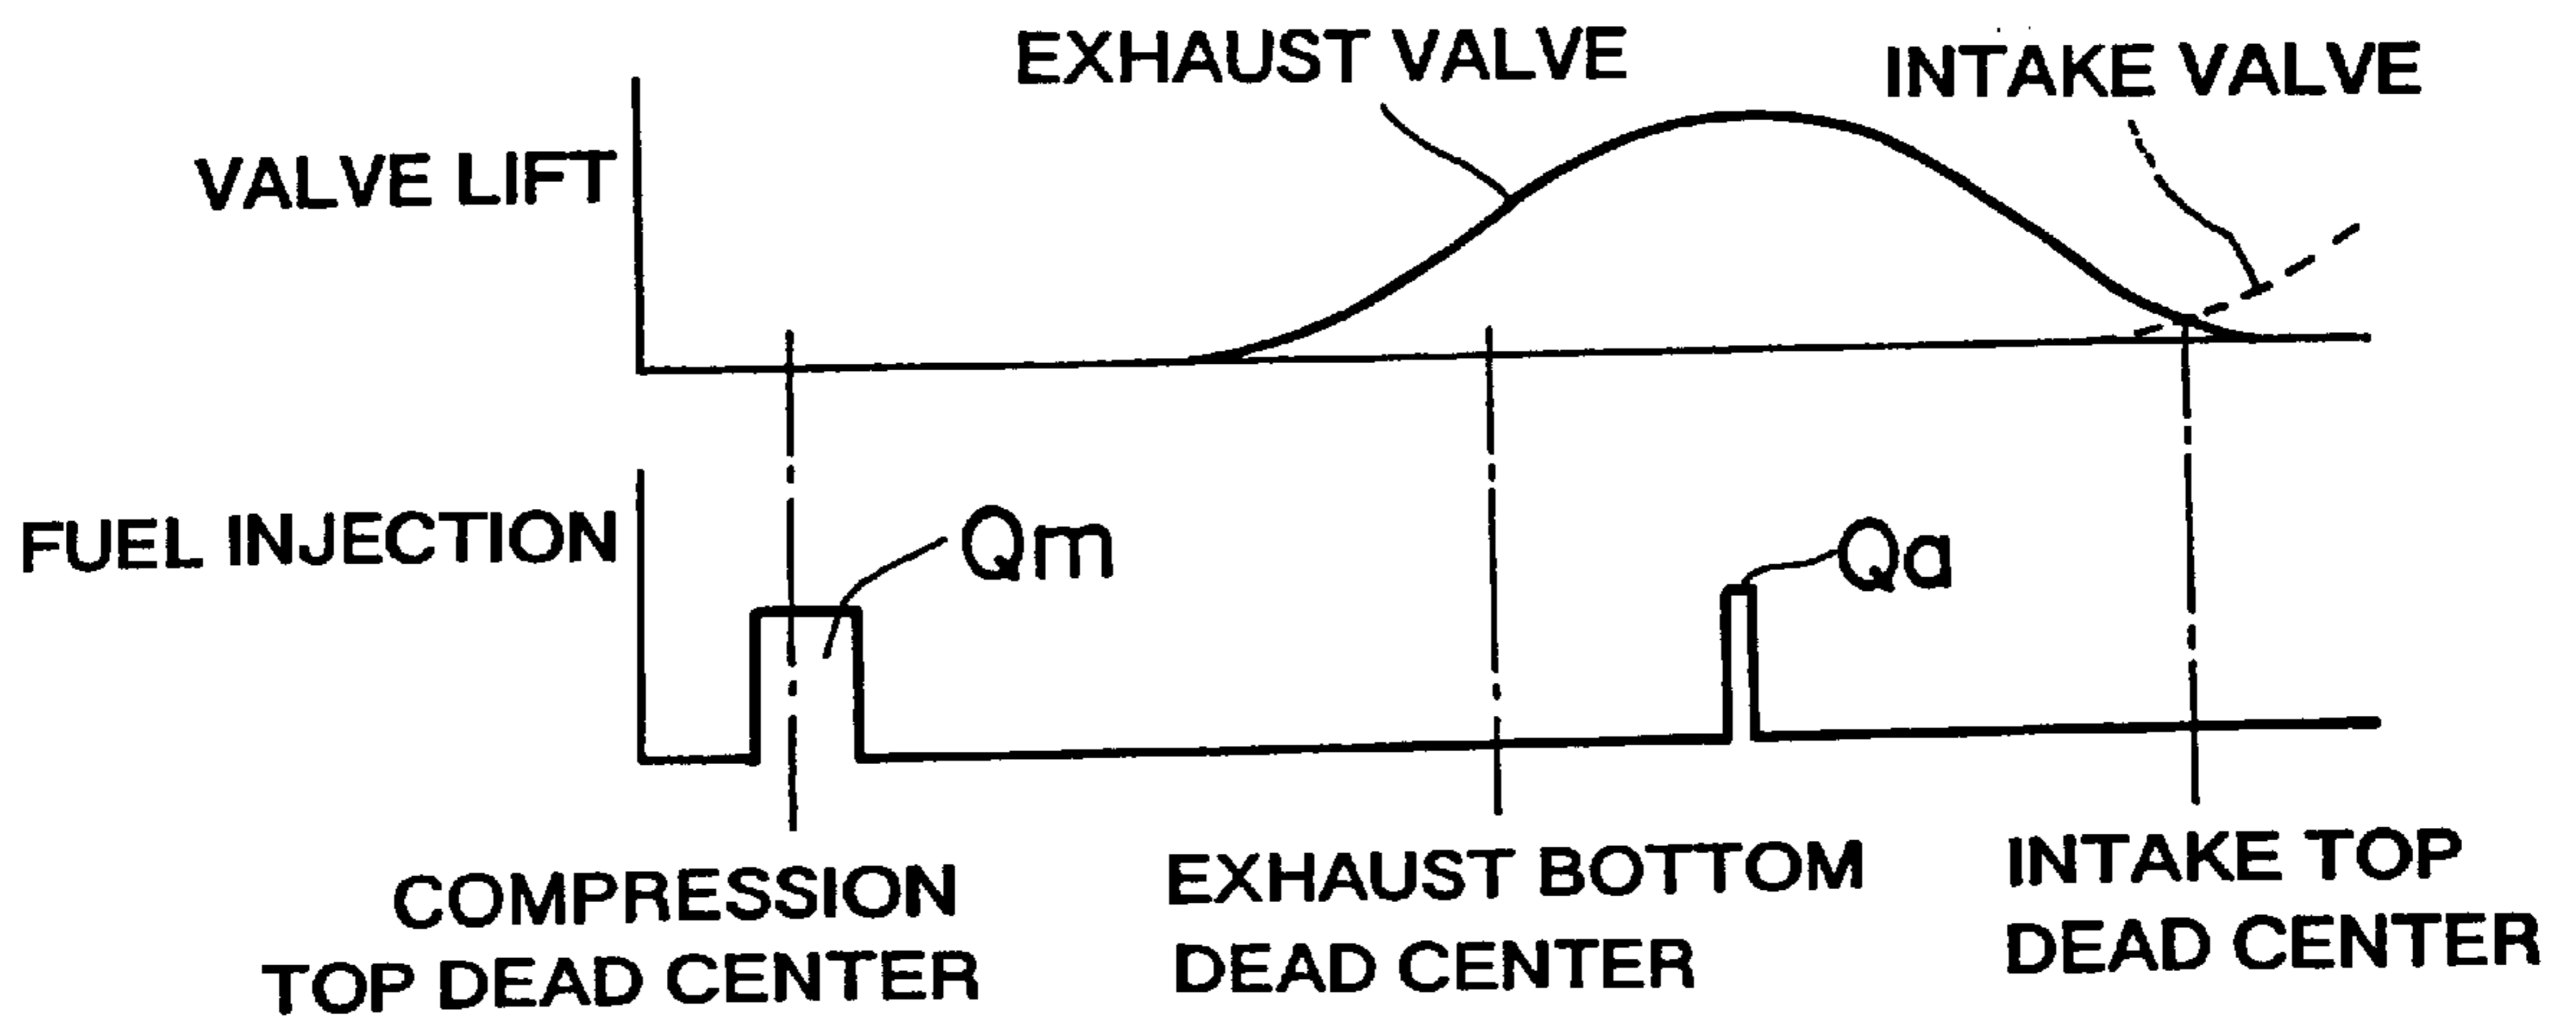 EXHAUST VALVE
INTAKE VALVE
VALVE LIFT
FUEL INJECTION
Qm
Qa
COMPRESSION
TOP DEAD CENTER
EXHAUST BOTTOM
DEAD CENTER
INTAKE TOP
DEAD CENTER